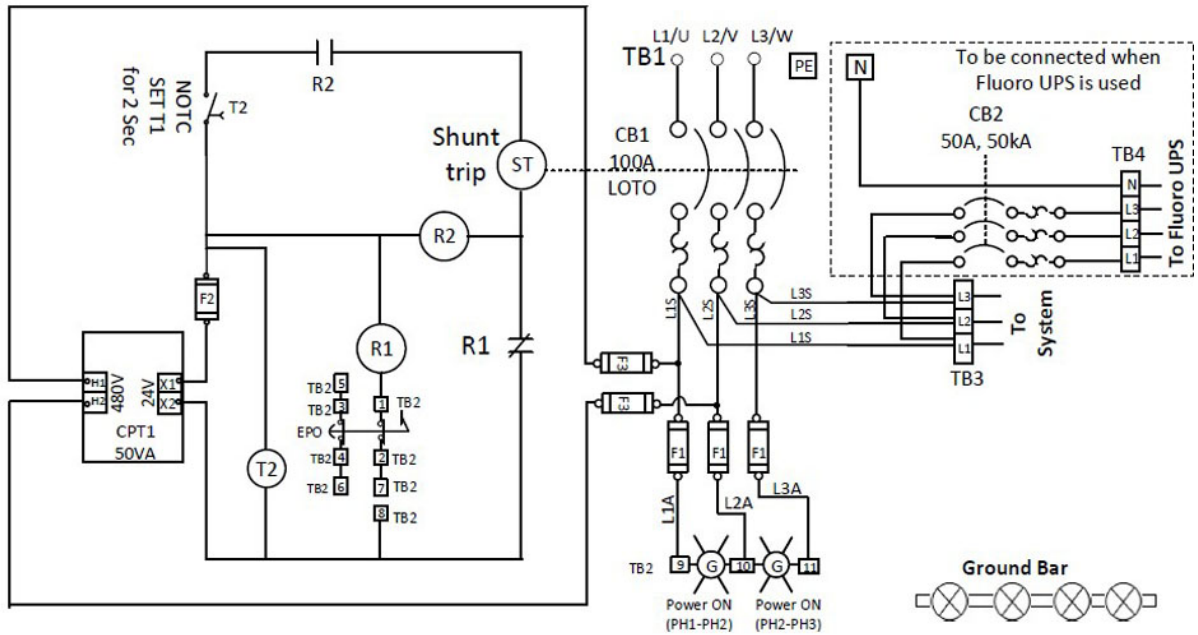 L1/U L2/V L3/W
TB1
PE
N
To be connected when
Fluoro UPS is used
CB2
50A, 50kA
TB4
N
L3
L2
L1
To Fluoro UPS
R2
NOTC
SET T1
for 2 Sec
T2
Shunt
trip
ST
CB1
100A
LOTO
R2
F2
R1
R1
L1S
L2S
L3S
L3S
L2S
L1S
L3
L2
L1
To
System
TB3
F3
F3
H1
H2
480V
24V
X1
X2
CPT1
50VA
TB2 5
TB2 3
1 TB2
EPO
TB2 4
2 TB2
TB2 6
7 TB2
8 TB2
T2
F1 F1 F1
L1A
L2A
L3A
TB2 9 G 10 G 11
Power ON
(PH1-PH2)
Power ON
(PH2-PH3)
Ground Bar